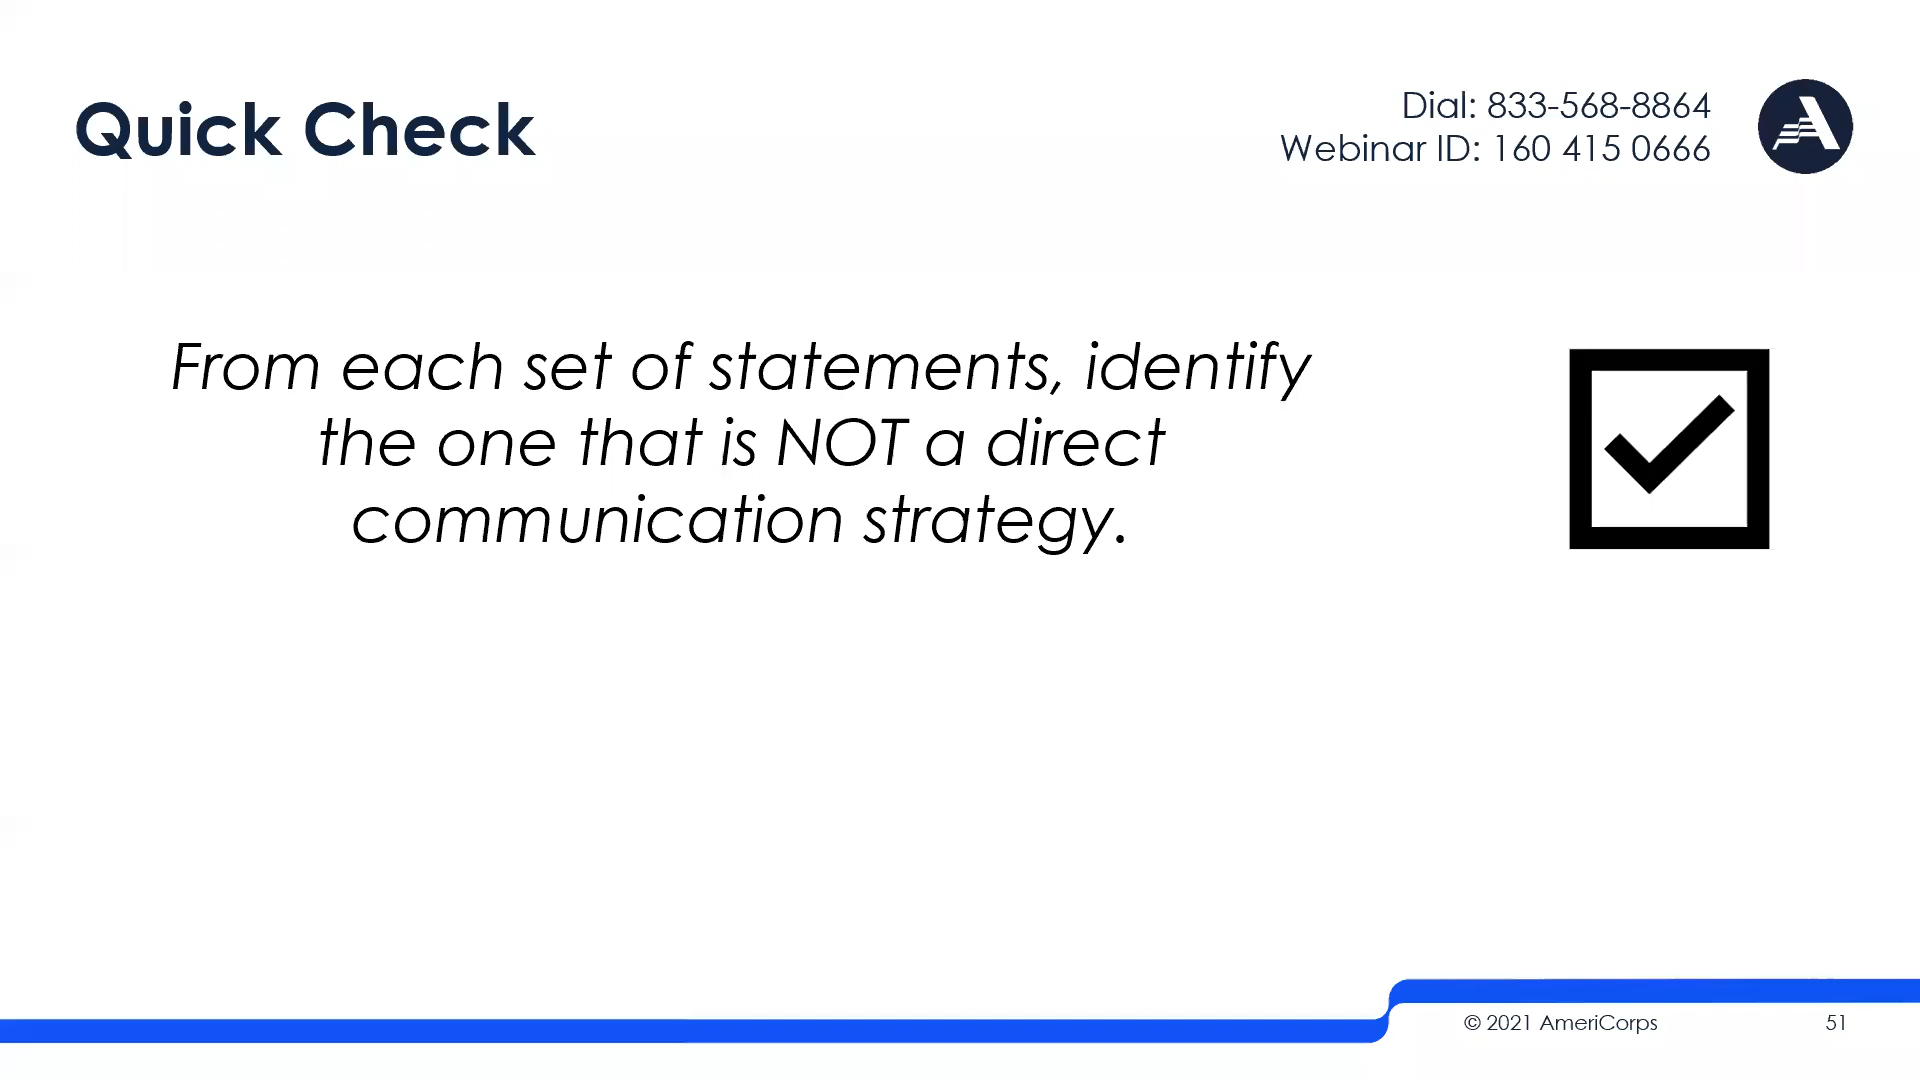 Quick Check
Dial: 833-568-8864
Webinar ID: 160 415 0666
From each set of statements, identify
the one that is NOT a direct
communication strategy.
© 2021 AmeriCorps
51